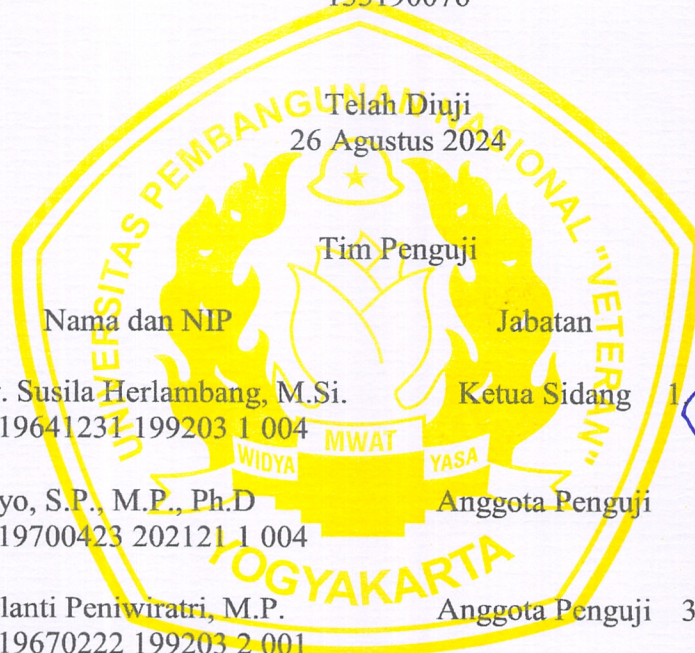 Telah Diuji
26 Agustus 2024
Tim Penguji
Nama dan NIP Jabatan
Susila Herlambang, M.Si. Ketua Sidang 1.
19641231 199203 1 004
S.P., M.P., Ph.D Anggota Penguji
19700423 202121 1 004
Peniwiratri, M.P. Anggota Penguji 3
19670222 199203 2 001
UNIVERSITAS PEMBANGUNAN NASIONAL "VETERAN"
WIDYA MWAT YASA
YOGYAKARTA